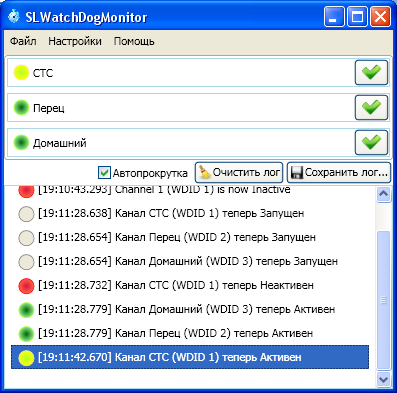 SLWatchDogMonitor
Файл Настройки Помощь
СТС
Перец
Домашний
Автопрокрутка Очистить лог Сохранить лог...
[19:10:43.293] Channel 1 (WDID 1) is now Inactive
[19:11:28.638] Канал СТС (WDID 1) теперь Запущен
[19:11:28.654] Канал Перец (WDID 2) теперь Запущен
[19:11:28.654] Канал Домашний (WDID 3) теперь Запущен
[19:11:28.732] Канал СТС (WDID 1) теперь Неактивен
[19:11:28.779] Канал Домашний (WDID 3) теперь Активен
[19:11:28.779] Канал Перец (WDID 2) теперь Активен
[19:11:42.670] Канал СТС (WDID 1) теперь Активен